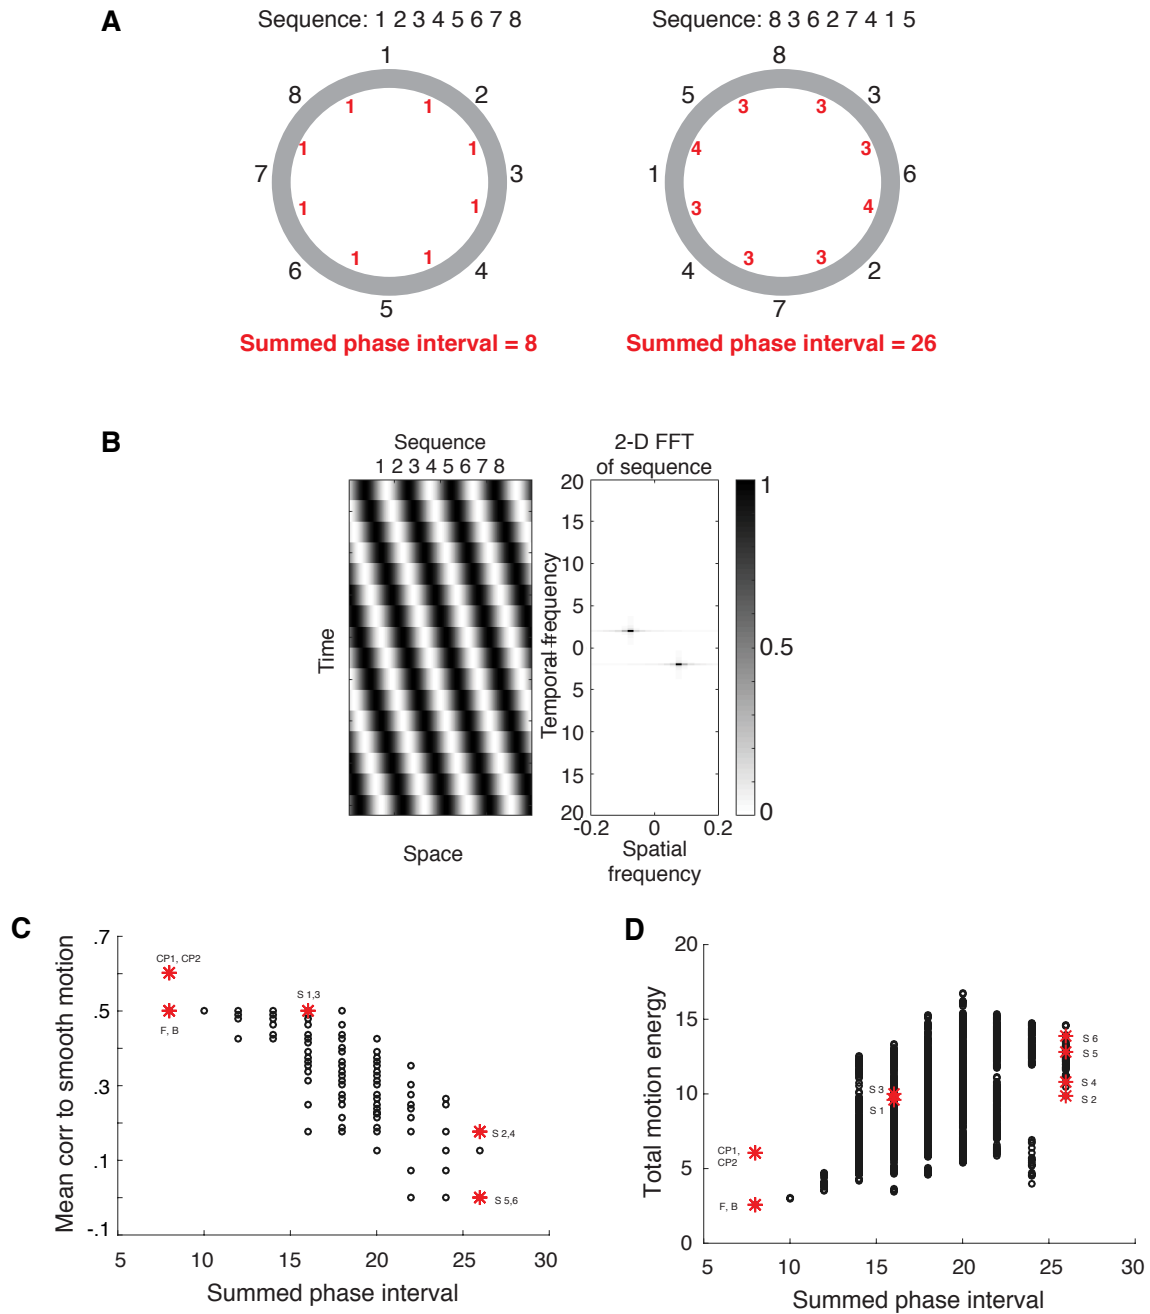 A
Sequence: 1 2 3 4 5 6 7 8
1
8
2
1
1
7
1
1
3
1
1
6
1
1
4
5
Summed phase interval = 8
Sequence: 8 3 6 2 7 4 1 5
8
5
3
3
3
1
4
3
6
3
4
4
3
3
2
7
Summed phase interval = 26
B
Sequence
1 2 3 4 5 6 7 8
Time
Space
2-D FFT
of sequence
Temporal frequency
20
15
10
5
0
5
10
15
20
-0.2
0
0.2
Spatial
frequency
1
0.5
0
C
Mean corr to smooth motion
.7
.5
.3
.1
-.1
CP1, CP2
F, B
S 1,3
S 2,4
S 5,6
5
10
15
20
25
30
Summed phase interval
D
Total motion energy
20
15
10
5
0
CP1,
CP2
F, B
S 3
S 1
S 6
S 5
S 4
S 2
5
10
15
20
25
30
Summed phase interval